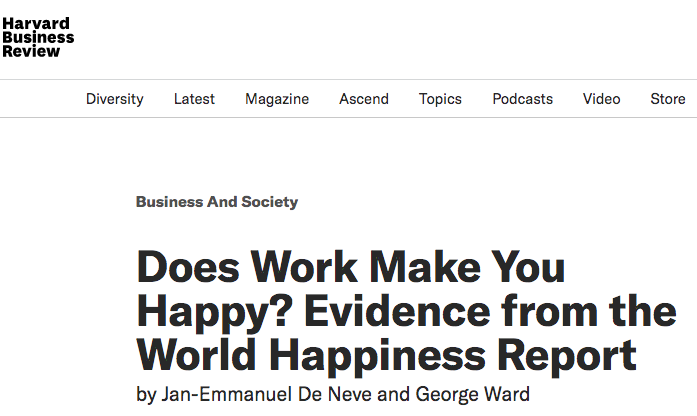 Harvard
Business
Review
Diversity Latest Magazine Ascend Topics Podcasts Video Store
Business And Society
Does Work Make You
Happy? Evidence from the
World Happiness Report
by Jan-Emmanuel De Neve and George Ward